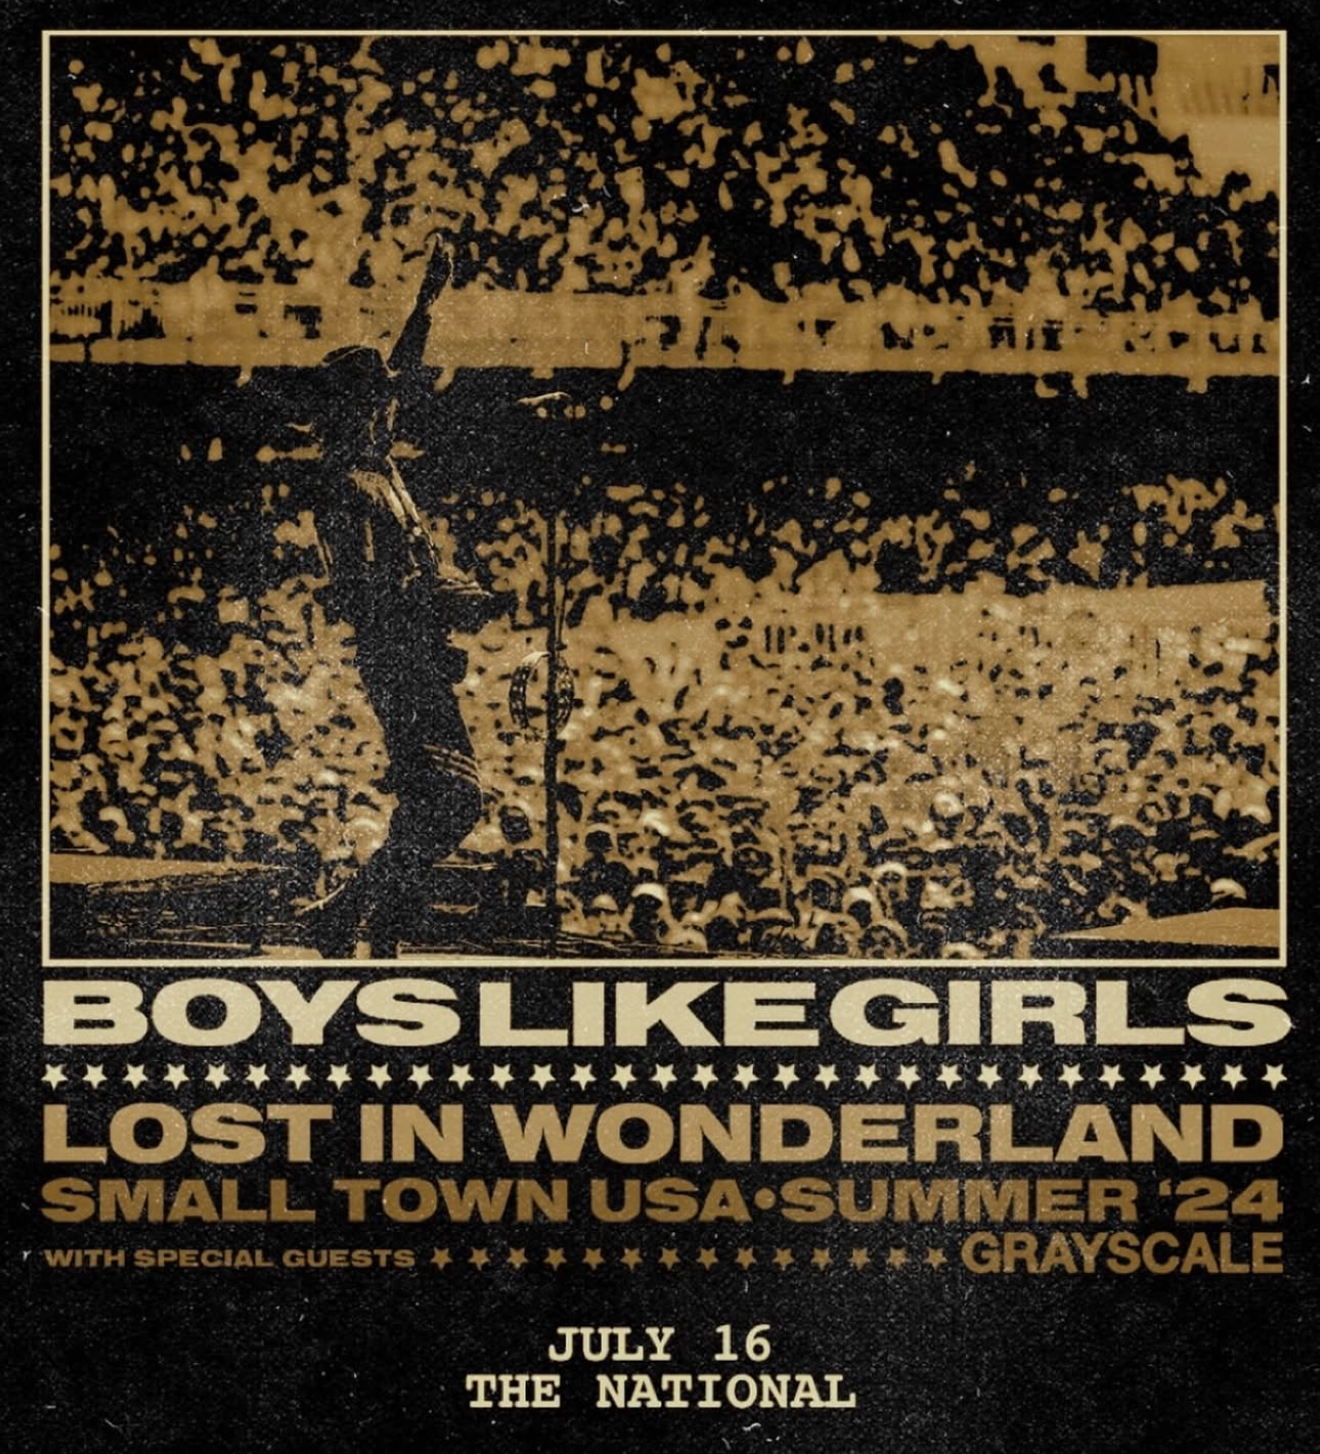 BOYS LIKE GIRLS
LOST IN WONDERLAND
SMALL TOWN USA•SUMMER ‘24
WITH SPECIAL GUESTS GRAYSCALE
JULY 16
THE NATIONAL